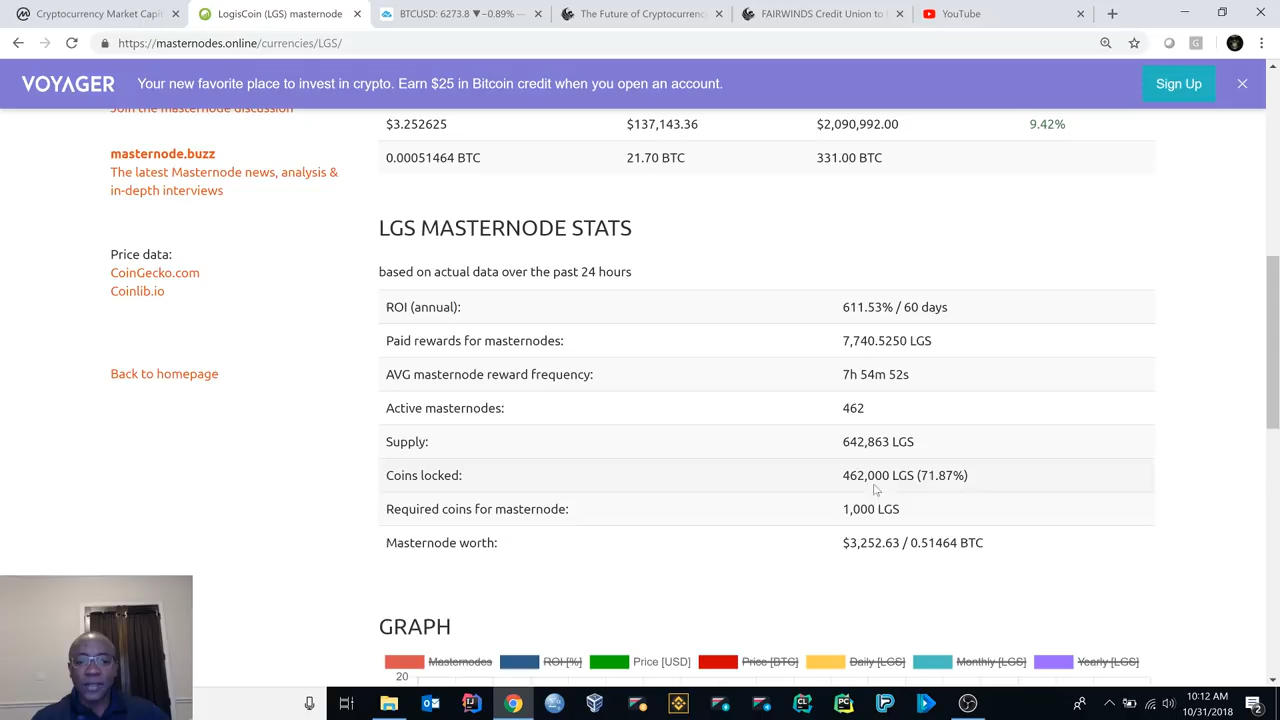 Cryptocurrency Market Capi
LogisCoin (LGS) masternode
BTCUSD: 6273.8 ▼−0.89% —
The Future of Cryptocurrency
FAIRWINDS Credit Union to
YouTube
https://masternodes.online/currencies/LGS/
VOYAGER
Your new favorite place to invest in crypto. Earn $25 in Bitcoin credit when you open an account.
Sign Up
Join the masternode discussion
$3.252625 $137,143.36 $2,090,992.00 9.42%
masternode.buzz
0.00051464 BTC 21.70 BTC 331.00 BTC
The latest Masternode news, analysis &
in-depth interviews
LGS MASTERNODE STATS
Price data:
CoinGecko.com
Coinlib.io
based on actual data over the past 24 hours
ROI (annual): 611.53% / 60 days
Paid rewards for masternodes: 7,740.5250 LGS
Back to homepage
AVG masternode reward frequency: 7h 54m 52s
Active masternodes: 462
Supply: 642,863 LGS
Coins locked: 462,000 LGS (71.87%)
Required coins for masternode: 1,000 LGS
Masternode worth: $3,252.63 / 0.51464 BTC
GRAPH
Masternodes ROI [%] Price [USD] Price [BTC] Daily [LGS] Monthly [LGS] Yearly [LGS]
20
10:12 AM
10/31/2018